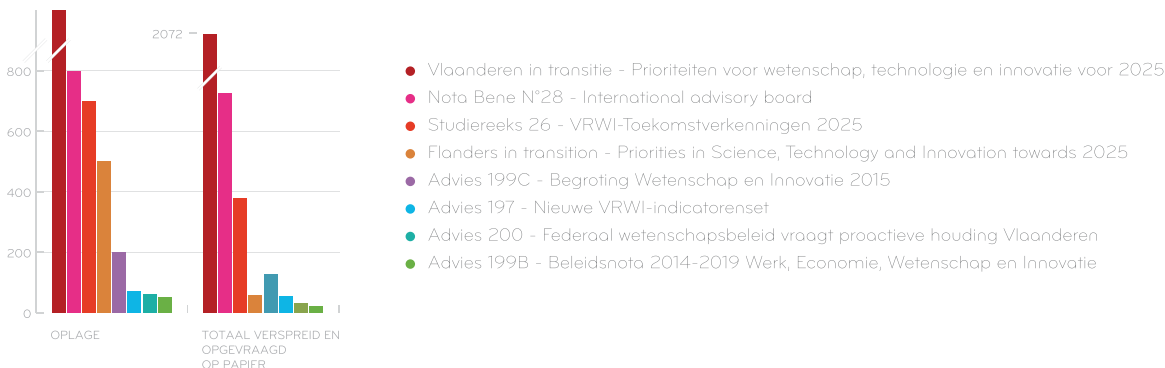 2072
800
600
400
200
0
OPLAGE
TOTAAL VERSPREID EN
OPGEVRAAGD
OP PAPIER
Vlaanderen in transitie - Prioriteiten voor wetenschap, technologie en innovatie voor 2025
Nota Bene N°28 - International advisory board
Studiereeks 26 - VRWI-Toekomstverkenningen 2025
Flanders in transition - Priorities in Science, Technology and Innovation towards 2025
Advies 199C - Begroting Wetenschap en Innovatie 2015
Advies 197 - Nieuwe VRWI-indicatorenset
Advies 200 - Federaal wetenschapsbeleid vraagt proactieve houding Vlaanderen
Advies 199B - Beleidsnota 2014-2019 Werk, Economie, Wetenschap en Innovatie